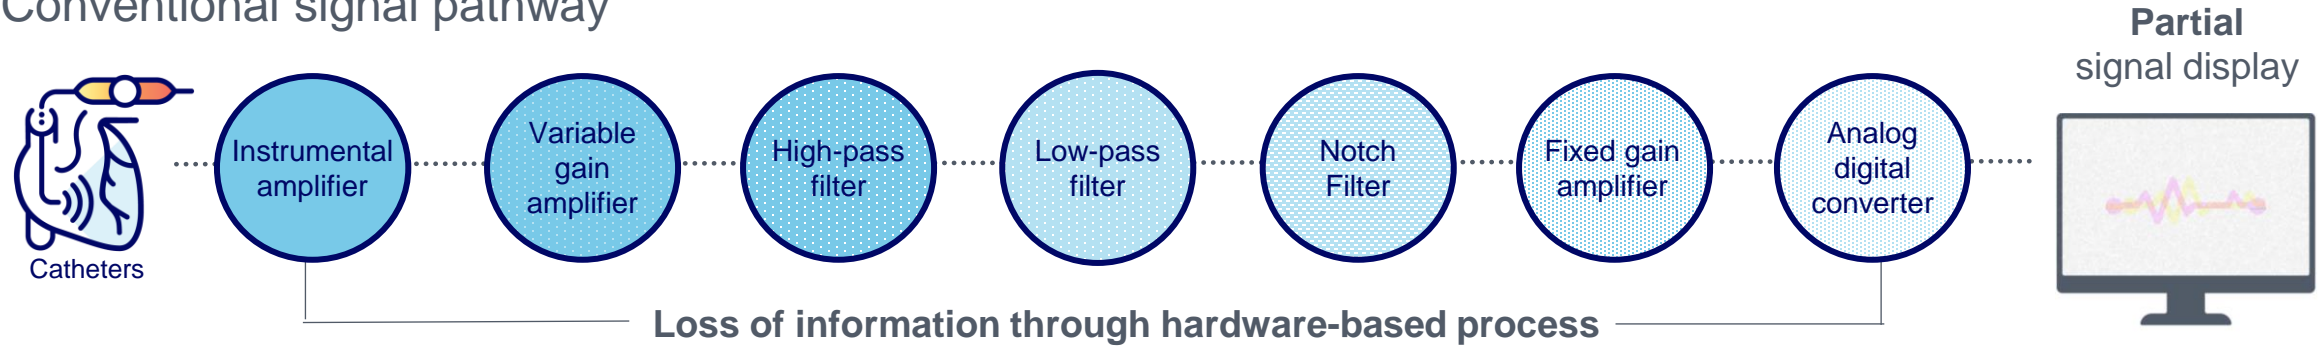 Conventional signal pathway
Partial
signal display
Catheters
Instrumental
amplifier
Variable
gain
amplifier
High-pass
filter
Low-pass
filter
Notch
Filter
Fixed gain
amplifier
Analog
digital
converter
Loss of information through hardware-based process